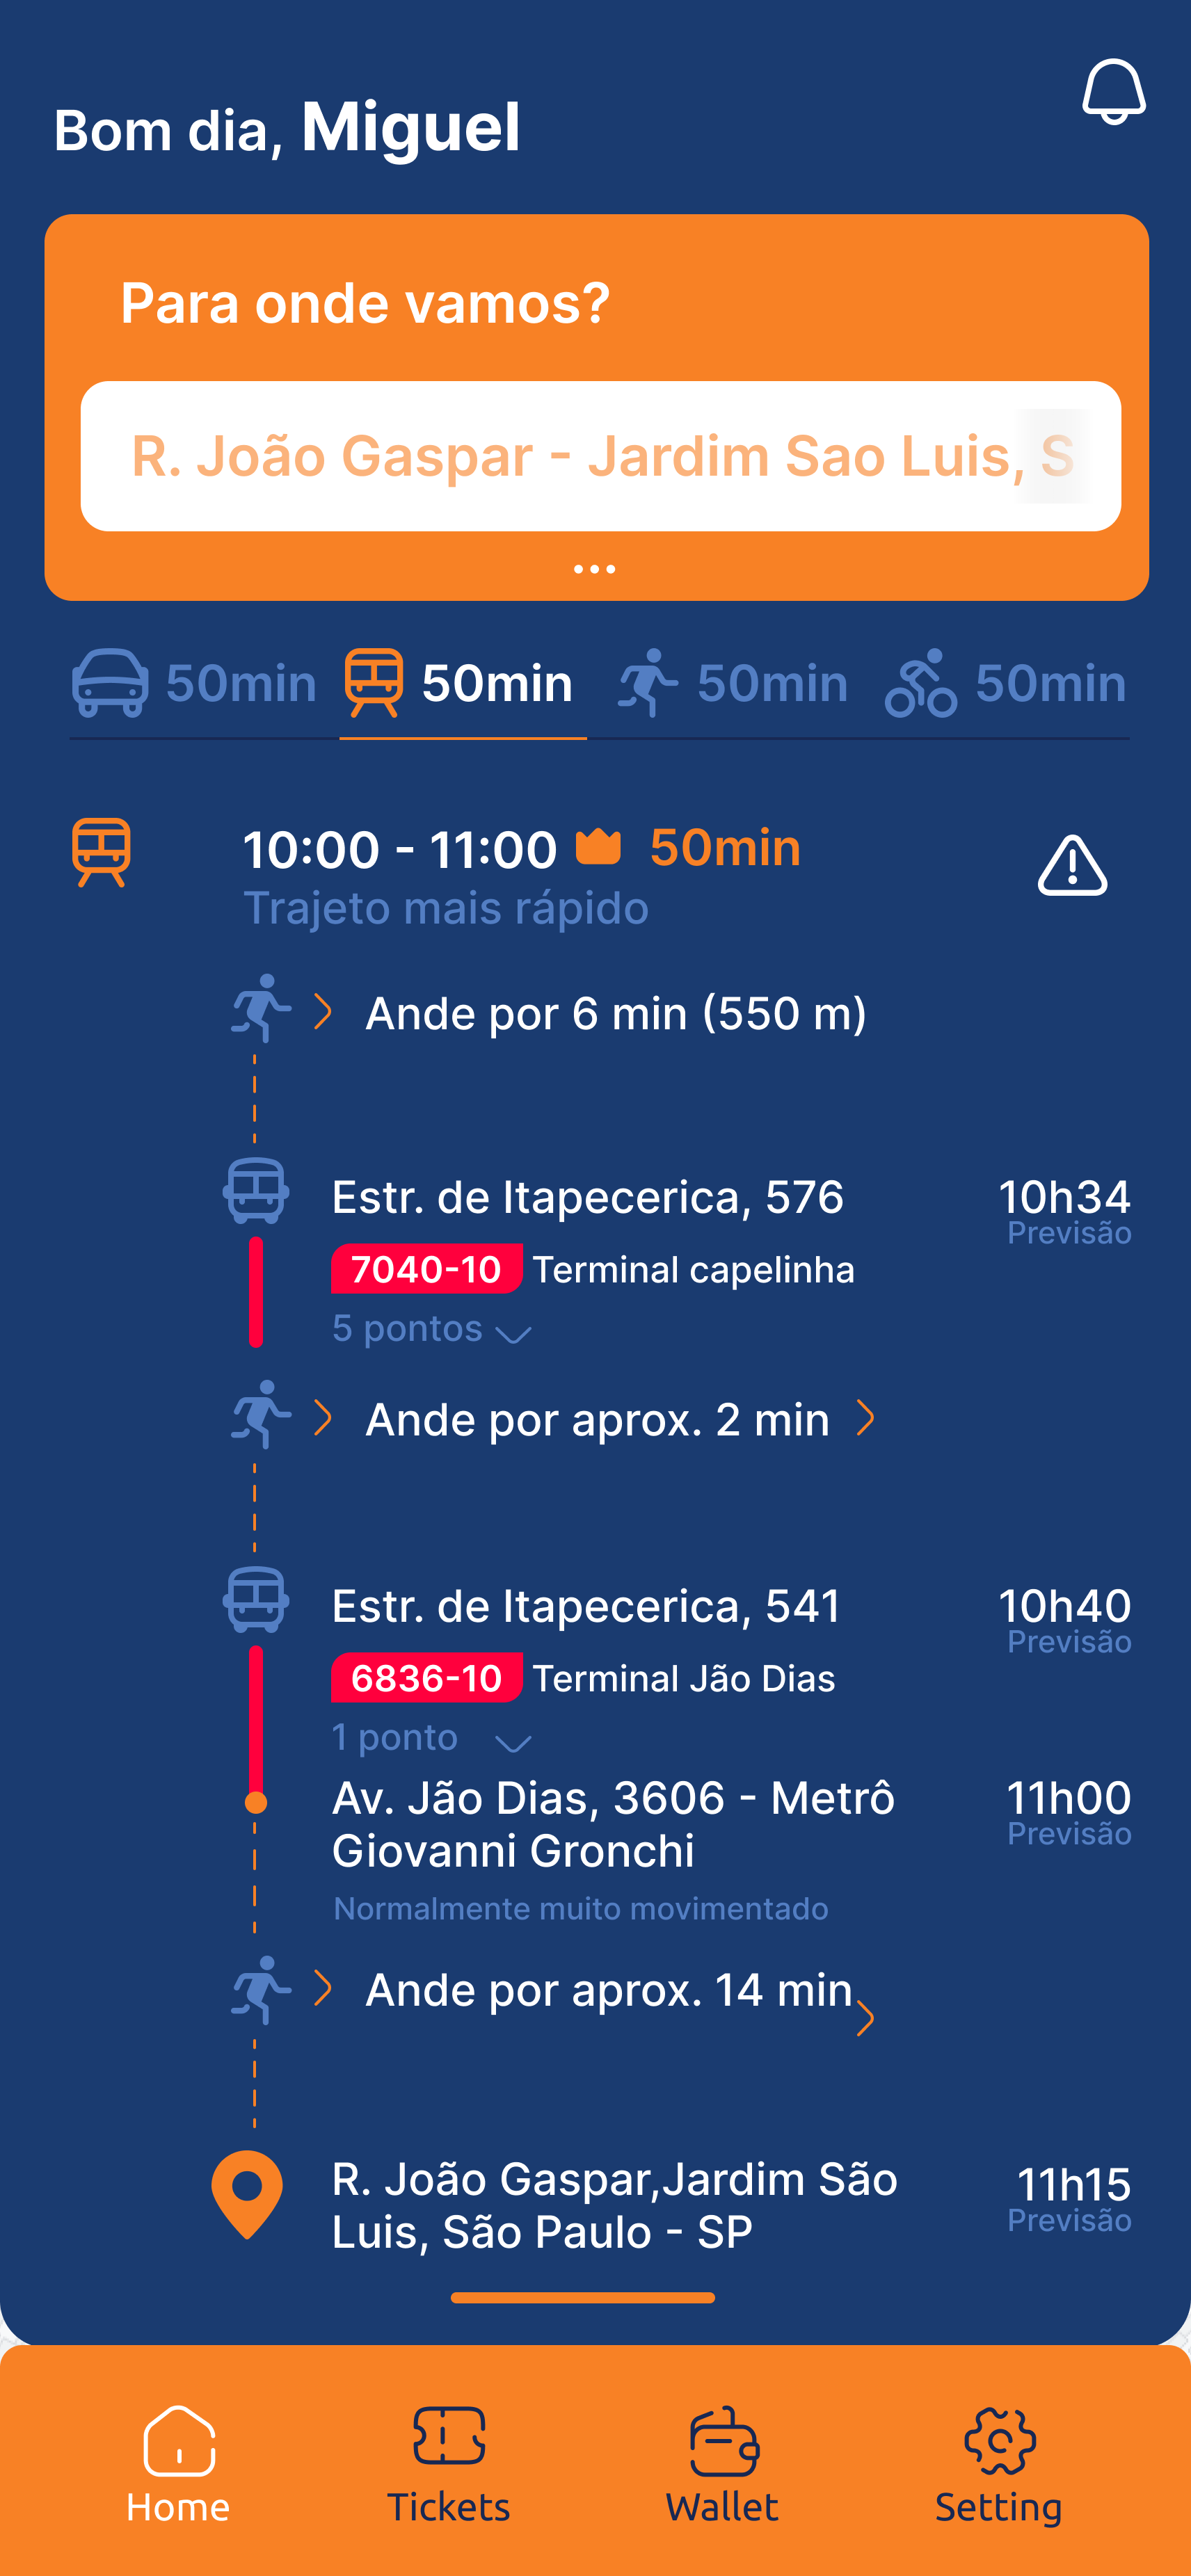 Bom dia, Miguel
Para onde vamos?
R. João Gaspar - Jardim Sao Luis, S
...
50min 50min 50min 50min
10:00 - 11:00 50min
Trajeto mais rápido
Ande por 6 min (550 m)
Estr. de Itapecerica, 576 10h34
Previsão
7040-10 Terminal capelinha
5 pontos
Ande por aprox. 2 min
Estr. de Itapecerica, 541 10h40
Previsão
6836-10 Terminal Jão Dias
1 ponto
Av. Jão Dias, 3606 - Metrô 11h00
Previsão
Giovanni Gronchi
Normalmente muito movimentado
Ande por aprox. 14 min
R. João Gaspar,Jardim São 11h15
Previsão
Luis, São Paulo - SP
Home Tickets Wallet Setting